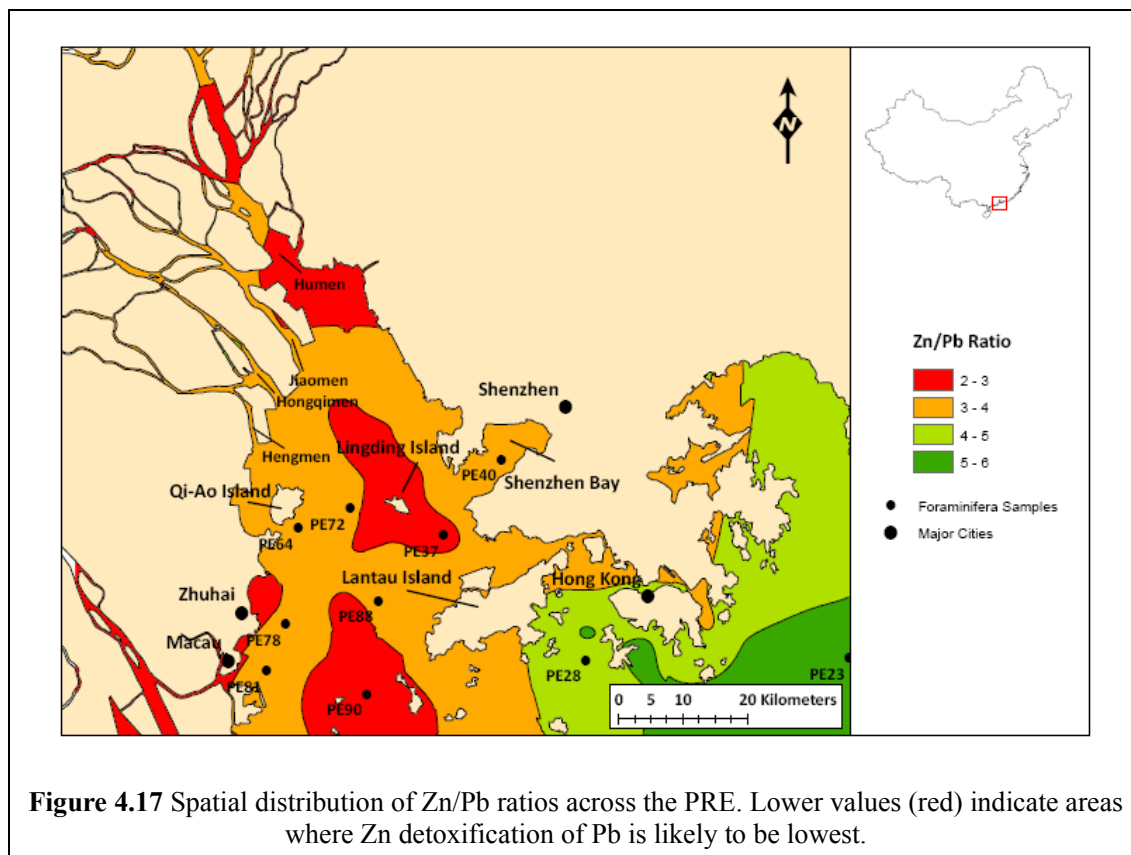 N
Humen
Jiaomen
Hongqimen
Shenzhen
Lingding Island
Hengmen
PE40
Qi-Ao Island
Shenzhen Bay
PE72
PE64
PE37
Lantau Island
Hong Kong
Zhuhai
PE88
PE78
Macau
PE28
PE23
PE81
PE90
0 5 10 20 Kilometers
Zn/Pb Ratio
2 - 3
3 - 4
4 - 5
5 - 6
Foraminifera Samples
Major Cities
Figure 4.17 Spatial distribution of Zn/Pb ratios across the PRE. Lower values (red) indicate areas
where Zn detoxification of Pb is likely to be lowest.